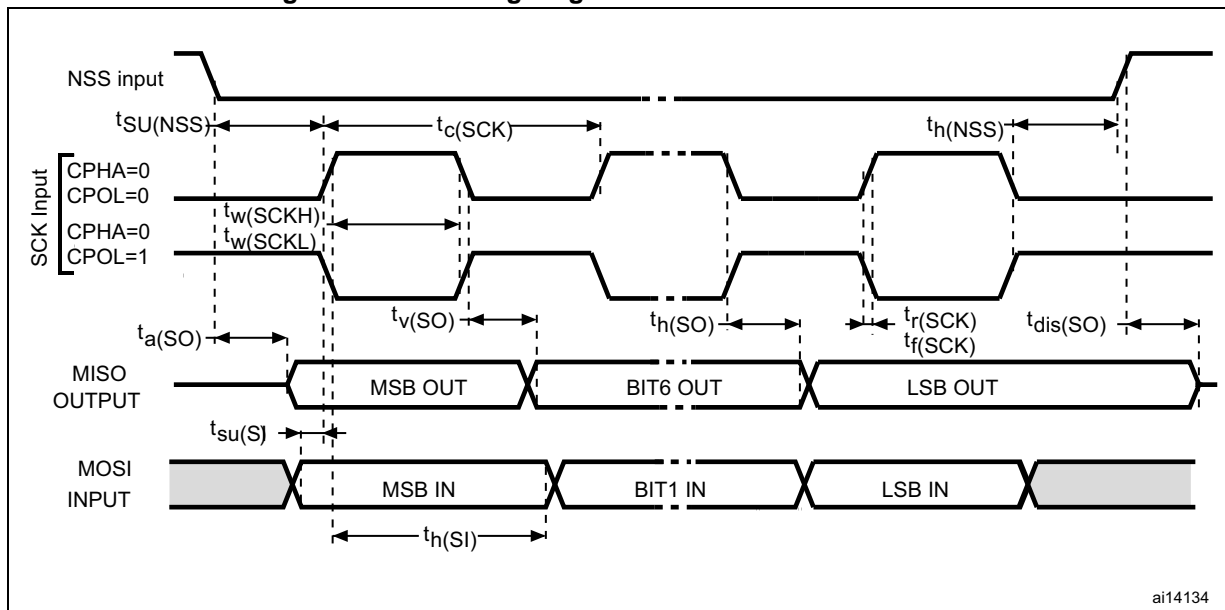 NSS input
tSU(NSS)
tc(SCK)
th(NSS)
SCK Input
CPHA=0
CPOL=0
CPHA=0
CPOL=1
tw(SCKH)
tw(SCKL)
ta(SO)
tv(SO)
th(SO)
tr(SCK)
tf(SCK)
tdis(SO)
MISO
OUTPUT
MSB OUT
BIT6 OUT
LSB OUT
tsu(SI)
MOSI
INPUT
MSB IN
BIT1 IN
LSB IN
th(SI)
ai14134